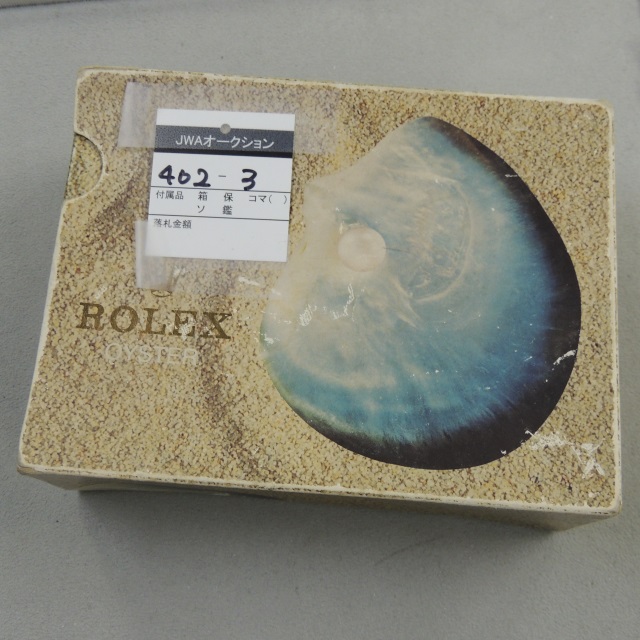 JWAオークション
402-3
付属品 箱 保 コマ( )
ソ 鑑
落札金額
ROLEX
OYSTER